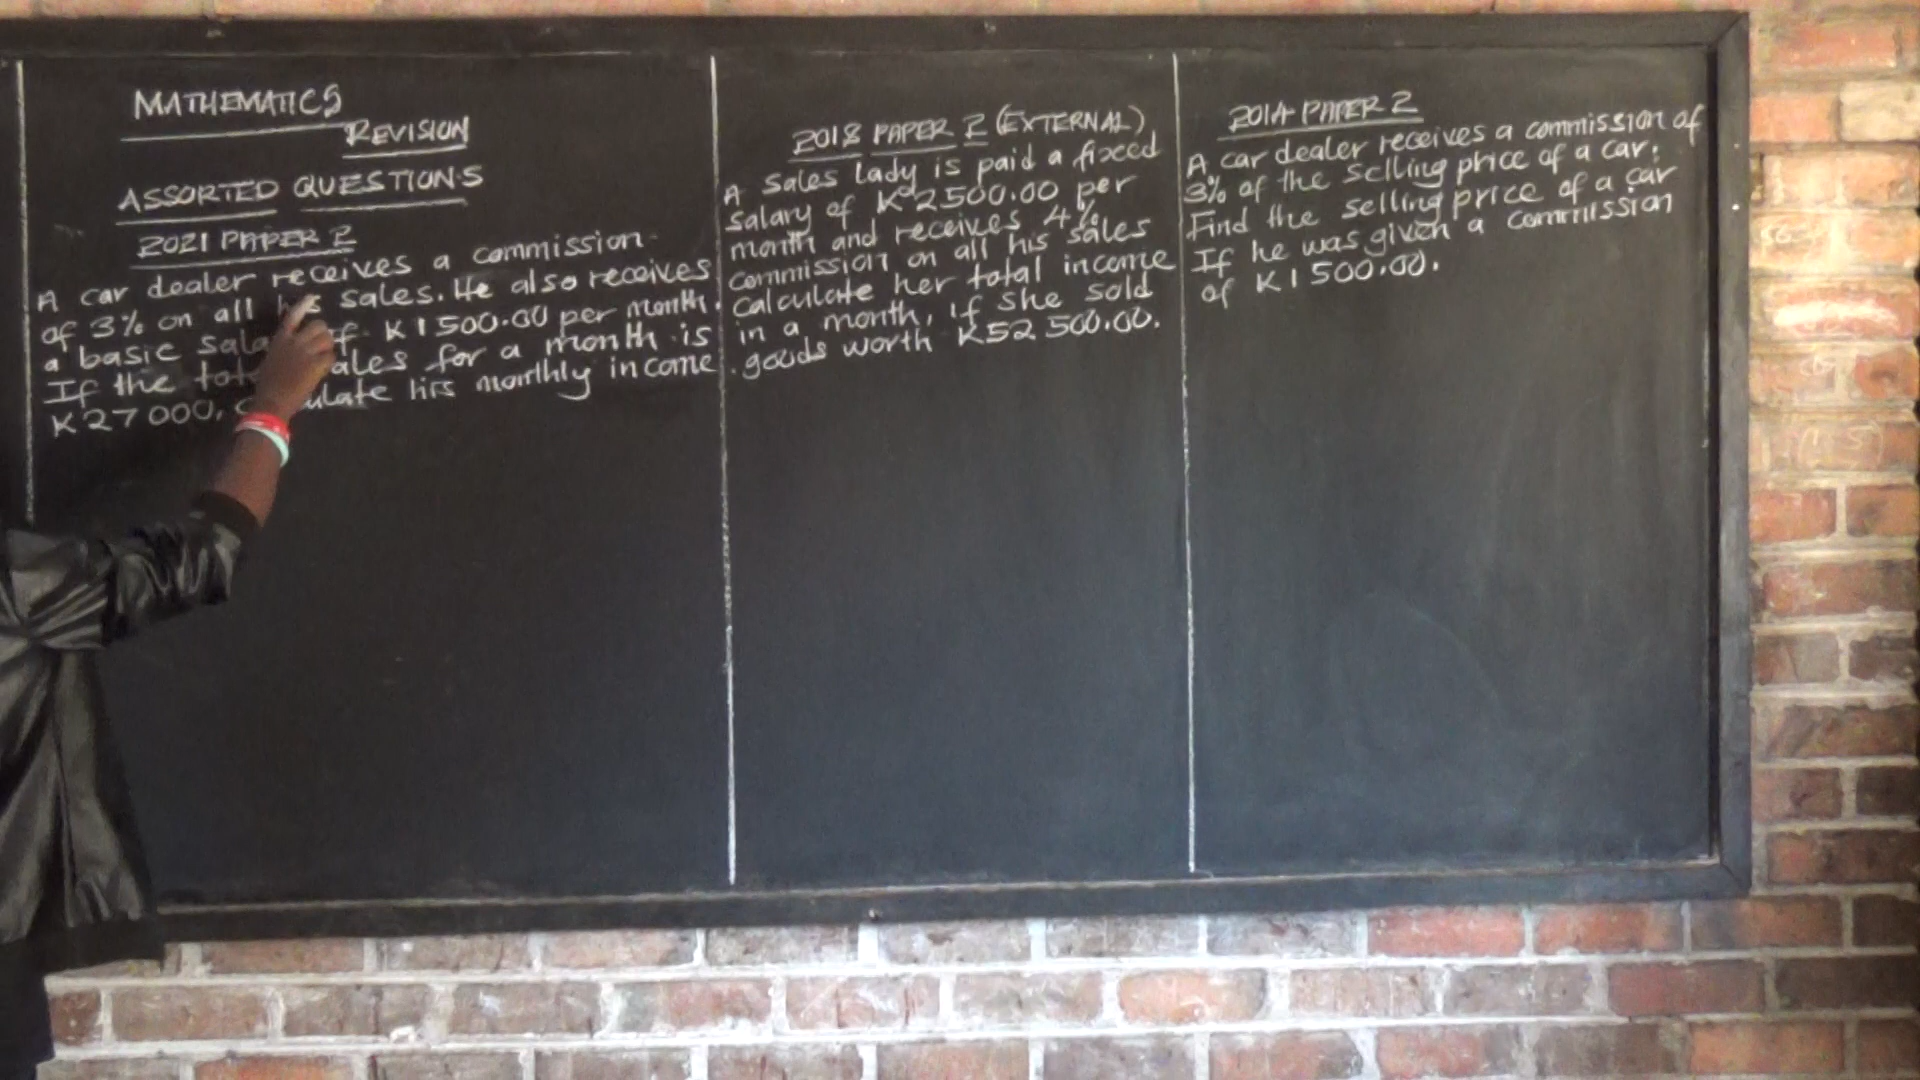 MATHEMATICS
REVISION
ASSORTED QUESTIONS
2021 PAPER 2
A car dealer receives a commission
of 3% on all his sales. He also receives
a basic of K1500.00 per month.
If the for a month is
K27000, his monthly income
2018 PAPER 2 (EXTERNAL)
A sales lady is paid a fixed
salary of K2500.00 per
month and receives 4%
commission on all his sales
calculate her total income
in a month, if she sold
goods worth K52 500.00.
2014 PAPER 2
A car dealer receives a commission of
3% of the selling price of a car.
Find the selling price of a car
If he was given a commission
of K1 500.00.